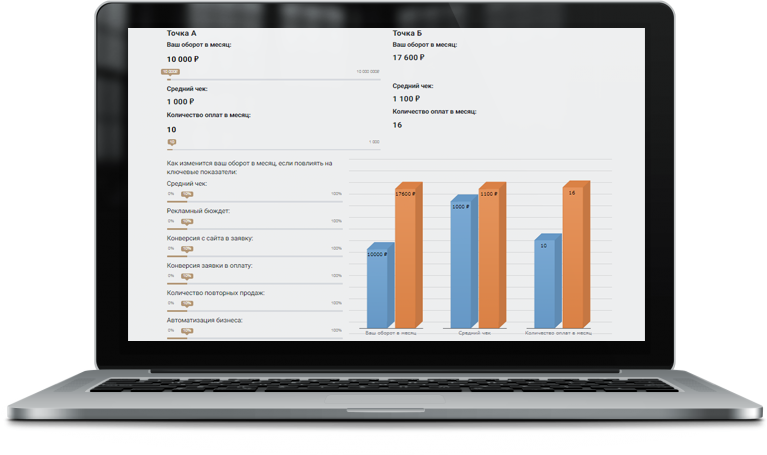 Точка А
Ваш оборот в месяц:
10 000 ₽
10 000₽
10 000 000₽
Средний чек:
1 000 ₽
Количество оплат в месяц:
10
10
1 000
Точка Б
Ваш оборот в месяц:
17 600 ₽
Средний чек:
1 100 ₽
Количество оплат в месяц:
16
Как изменится ваш оборот в месяц, если повлиять на
ключевые показатели:
Средний чек:
0% 10% 100%
Рекламный бюждет:
0% 10% 100%
Конверсия с сайта в заявку:
0% 10% 100%
Конверсия заявки в оплату:
0% 10% 100%
Количество повторных продаж:
0% 10% 100%
Автоматизация бизнеса:
0% 10% 100%
10000 ₽
17600 ₽
1000 ₽
1100 ₽
10
16
Ваш оборот в месяц
Средний чек
Количество оплат в месяц